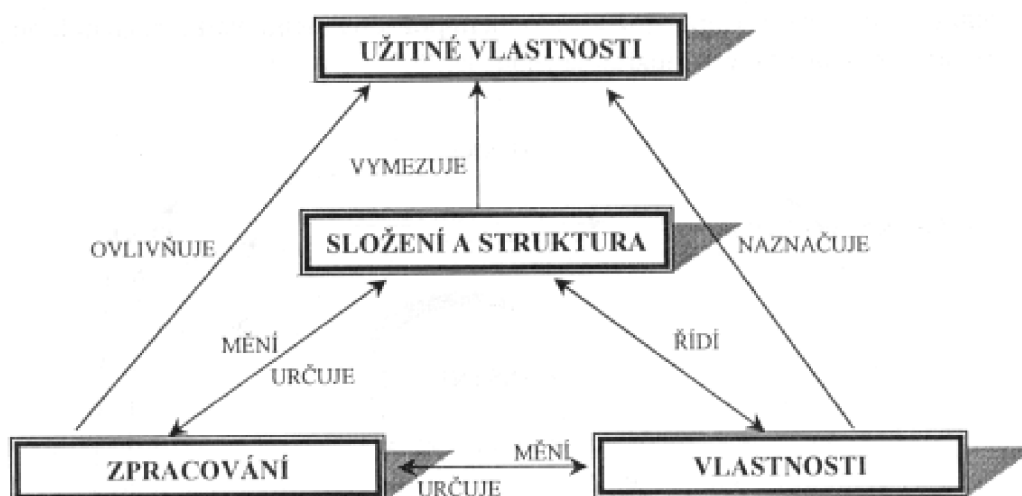 UŽITNÉ VLASTNOSTI
VYMEZUJE
OVLIVŇUJE
SLOŽENÍ A STRUKTURA
NAZNAČUJE
MĚNÍ
ŘÍDÍ
URČUJE
ZPRACOVÁNÍ
MĚNÍ
URČUJE
VLASTNOSTI